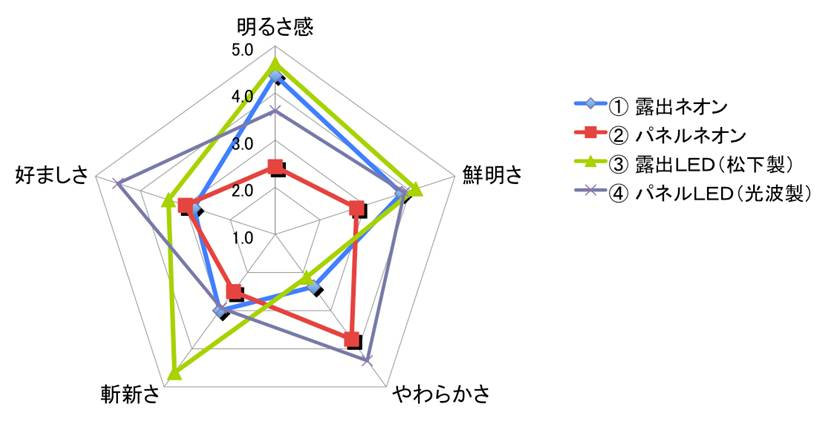 明るさ感
5.0
4.0
3.0
2.0
1.0
鮮明さ
やわらかさ
斬新さ
好ましさ
① 露出ネオン
② パネルネオン
③ 露出LED（松下製）
④ パネルLED（光波製）